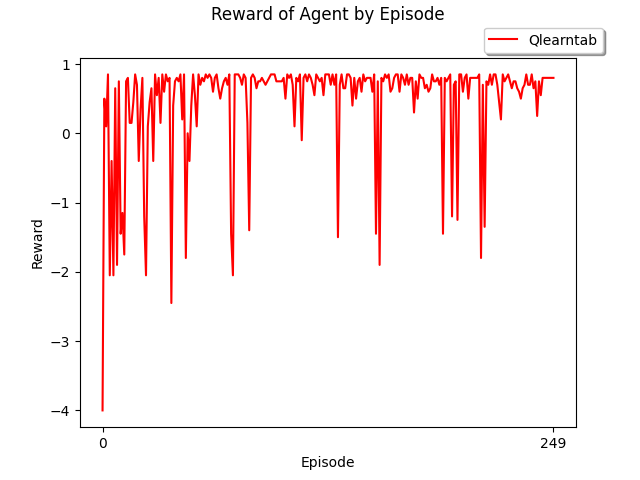 Reward of Agent by Episode
Qlearntab
1
0
−1
−2
−3
−4
Reward
0
249
Episode